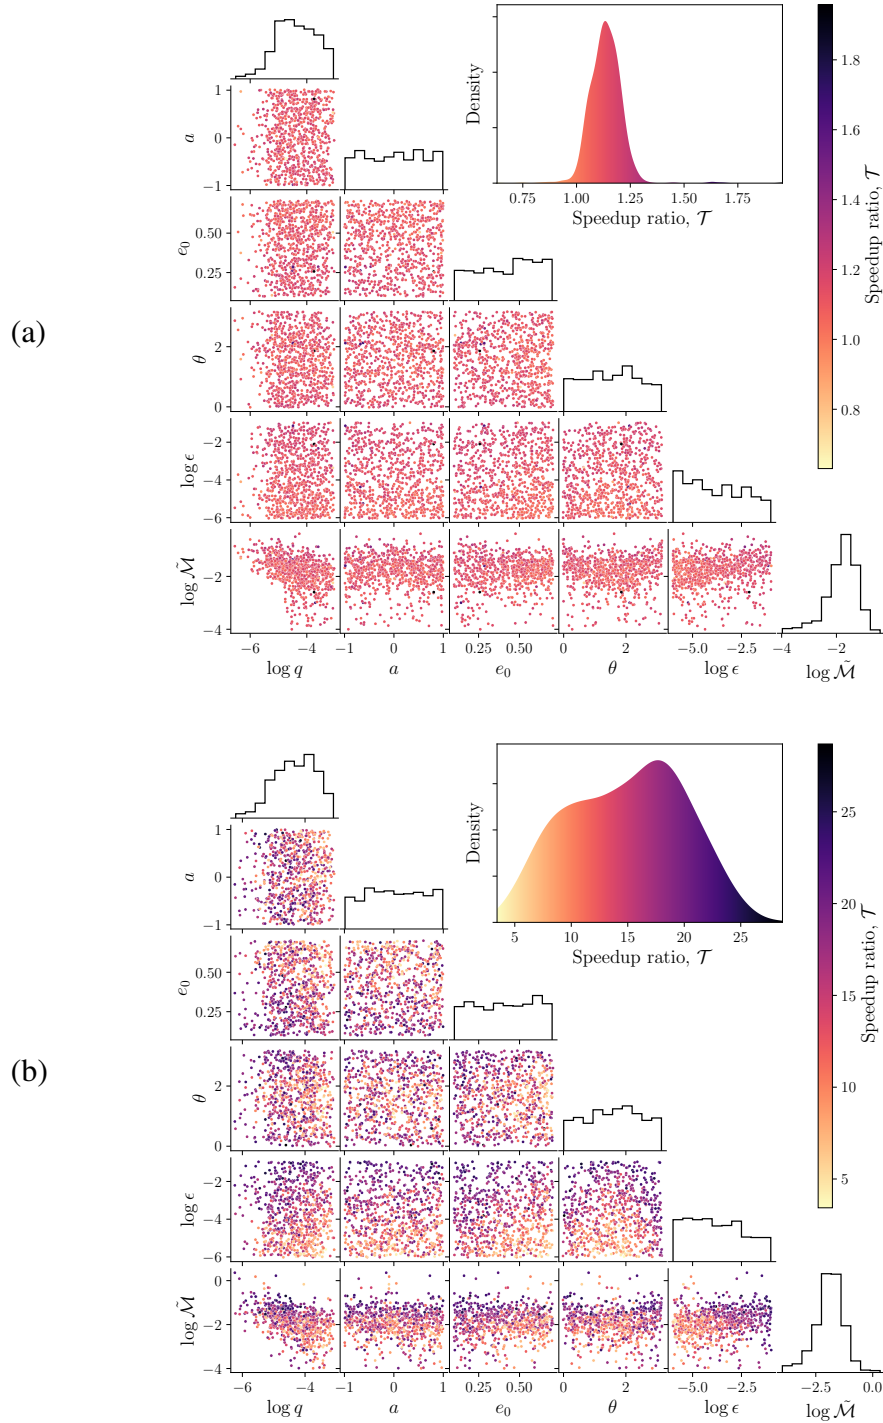 (a)
Density
0.75 1.00 1.25 1.50 1.75
Speedup ratio, 𝒯
1.8
1.6
1.4
1.2
1.0
0.8
Speedup ratio, 𝒯
1
0
−1
a
0.50
0.25
e₀
2
0
θ
−2
−4
−6
log ϵ
−2
−4
log ℳ̃
−6 −4
log q
−1 0 1
a
0.25 0.50
e₀
0 2
θ
−5.0 −2.5
log ϵ
−4 −2
log ℳ̃
(b)
Density
5 10 15 20 25
Speedup ratio, 𝒯
25
20
15
10
5
Speedup ratio, 𝒯
1
0
−1
a
0.50
0.25
e₀
2
0
θ
−2
−4
−6
log ϵ
0
−2
−4
log ℳ̃
−6 −4
log q
−1 0 1
a
0.25 0.50
e₀
0 2
θ
−5.0 −2.5
log ϵ
−2.5 0.0
log ℳ̃